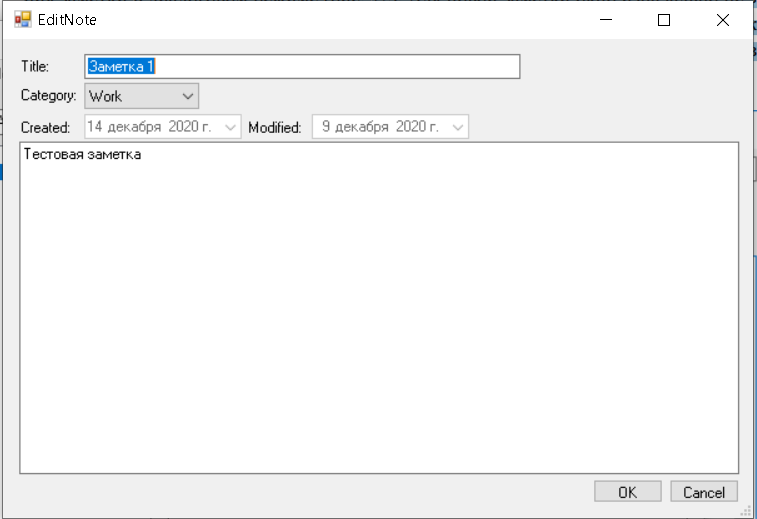 EditNote
Title: Заметка 1
Category: Work
Created: 14 декабря 2020 г. Modified: 9 декабря 2020 г.
Тестовая заметка
OK Cancel